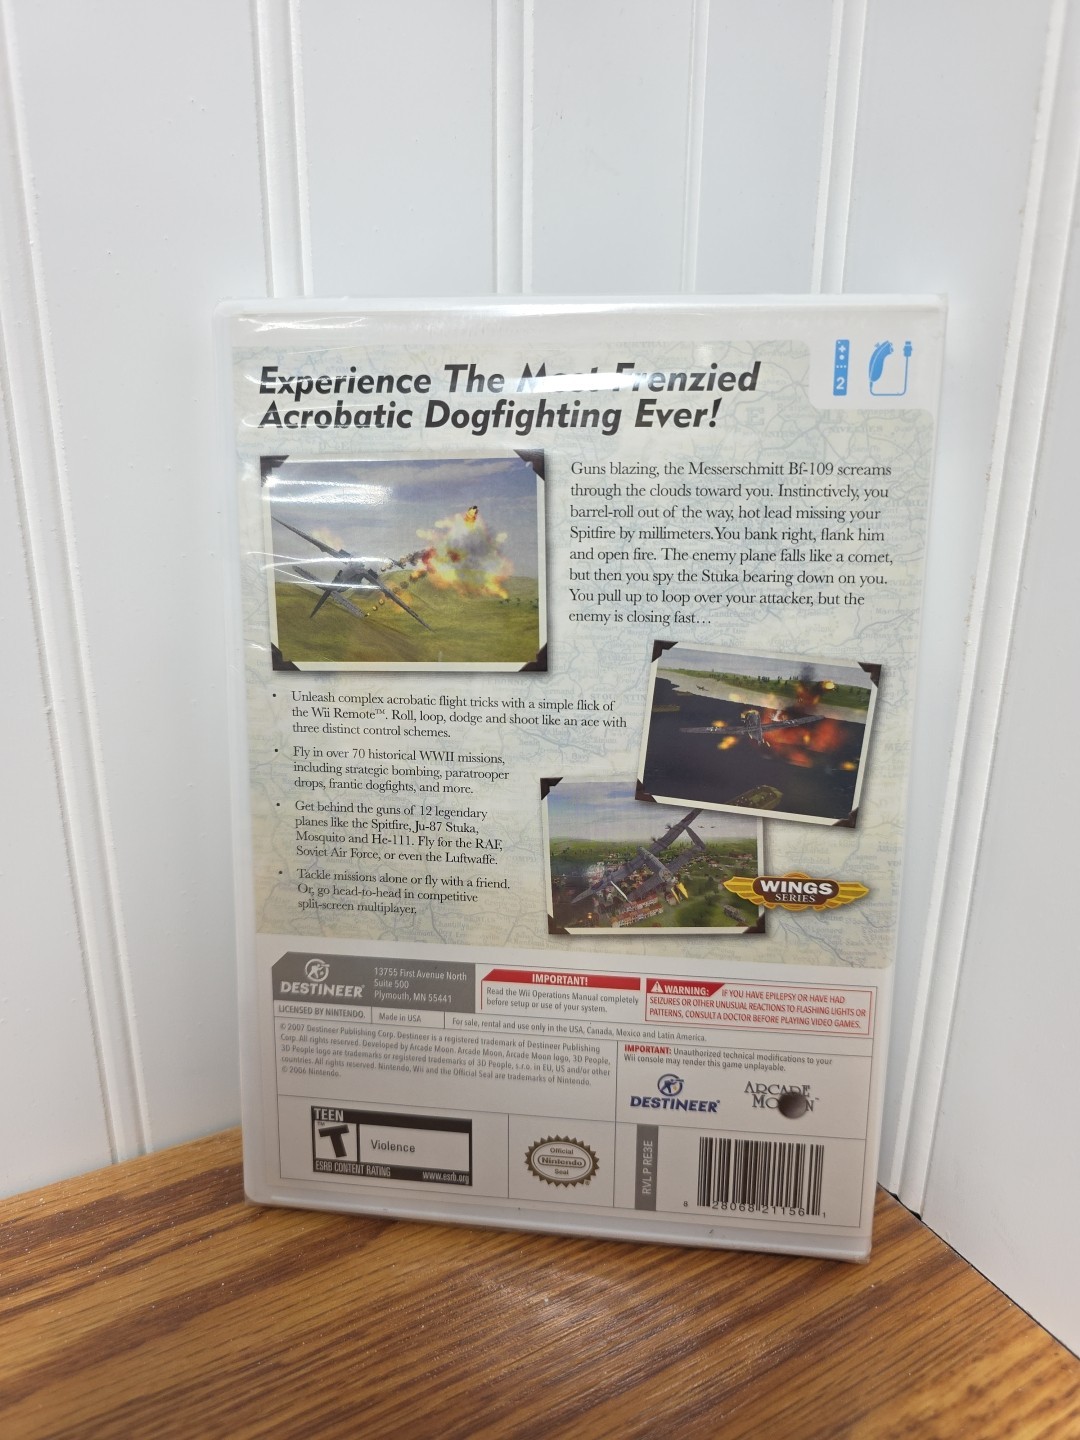 Experience The Most Frenzied
Acrobatic Dogfighting Ever!
2
Guns blazing, the Messerschmitt Bf-109 screams
through the clouds toward you. Instinctively, you
barrel-roll out of the way, hot lead missing your
Spitfire by millimeters. You bank right, flank him
and open fire. The enemy plane falls like a comet,
but then you spy the Stuka bearing down on you.
You pull up to loop over your attacker, but the
enemy is closing fast…
• Unleash complex acrobatic flight tricks with a simple flick of
the Wii Remote™. Roll, loop, dodge and shoot like an ace with
three distinct control schemes.
• Fly in over 70 historical WWII missions,
including strategic bombing, paratrooper
drops, frantic dogfights, and more.
• Get behind the guns of 12 legendary
planes like the Spitfire, Ju-87 Stuka,
Mosquito and He-111. Fly for the RAF,
Soviet Air Force, or even the Luftwaffe.
• Tackle missions alone or fly with a friend.
Or, go head-to-head in competitive
split-screen multiplayer.
WINGS
SERIES
DESTINEER
13755 First Avenue North
Suite 500
Plymouth, MN 55441
IMPORTANT!
Read the Wii Operations Manual completely
before setup or use of your system.
WARNING: IF YOU HAVE EPILEPSY OR HAVE HAD
SEIZURES OR OTHER UNUSUAL REACTIONS TO FLASHING LIGHTS OR
PATTERNS, CONSULT A DOCTOR BEFORE PLAYING VIDEO GAMES.
LICENSED BY NINTENDO.
Made in USA
For sale, rental and use only in the USA, Canada, Mexico and Latin America.
© 2007 Destineer Publishing Corp. Destineer is a registered trademark of Destineer Publishing
Corp. All rights reserved. Developed by Arcade Moon. Arcade Moon, Arcade Moon logo, 3D People,
3D People logo are trademarks or registered trademarks of 3D People, s.r.o. in EU, US and/or other
countries. All rights reserved. Nintendo, Wii and the Official Seal are trademarks of Nintendo.
© 2006 Nintendo.
IMPORTANT: Unauthorized technical modifications to your
Wii console may render this game unplayable.
DESTINEER
ARCADE
MOON™
TEEN
T
Violence
ESRB CONTENT RATING www.esrb.org
Official
Nintendo
Seal
RVL P RE3E
8 28068 21156 1